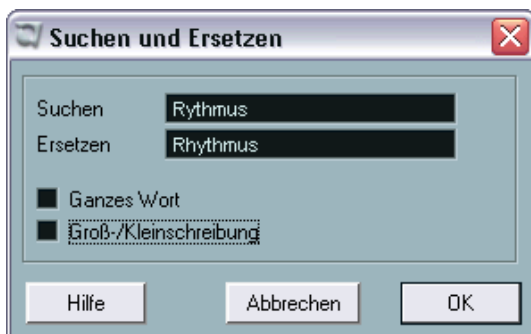 Suchen und Ersetzen
Suchen Rythmus
Ersetzen Rhythmus
Ganzes Wort
Groß-/Kleinschreibung
Hilfe Abbrechen OK